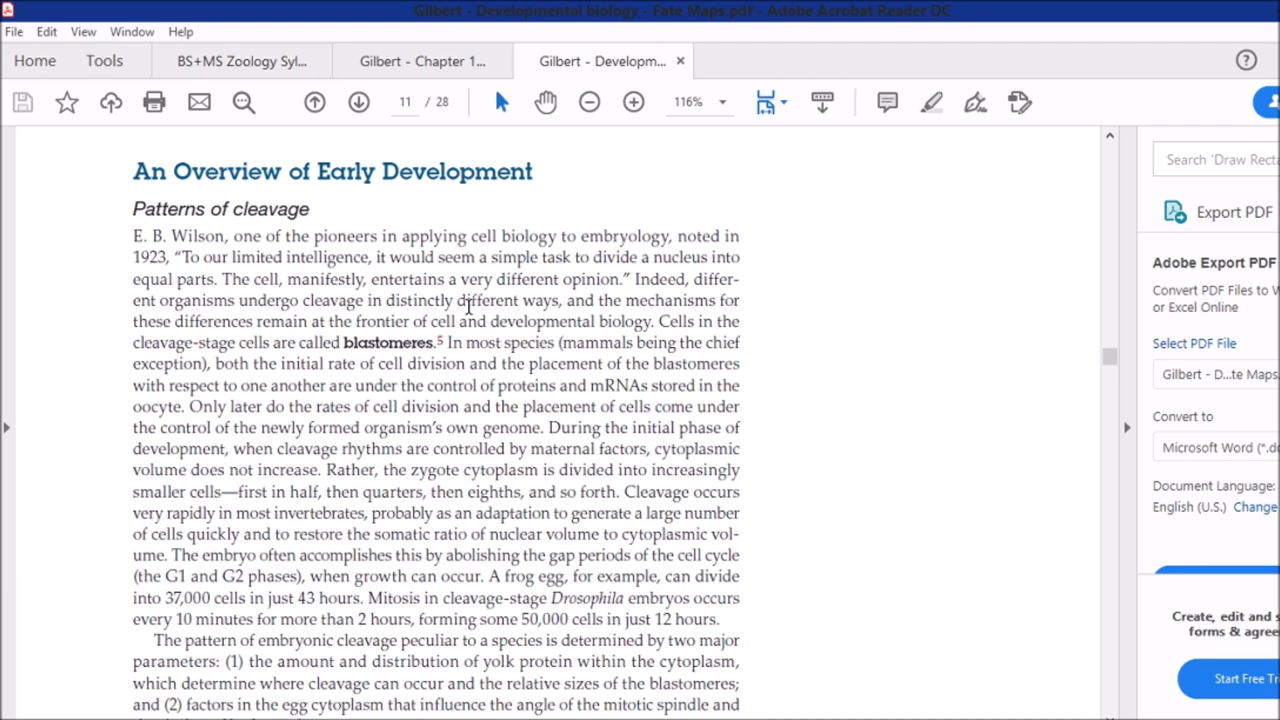 Gilbert - Developmental biology - Fate Maps.pdf - Adobe Acrobat Reader DC
File Edit View Window Help
Home Tools BS+MS Zoology Syl... Gilbert - Chapter 1... Gilbert - Developm... ×
11 / 28 116%
An Overview of Early Development
Patterns of cleavage
E. B. Wilson, one of the pioneers in applying cell biology to embryology, noted in
1923, “To our limited intelligence, it would seem a simple task to divide a nucleus into
equal parts. The cell, manifestly, entertains a very different opinion.” Indeed, differ-
ent organisms undergo cleavage in distinctly different ways, and the mechanisms for
these differences remain at the frontier of cell and developmental biology. Cells in the
cleavage-stage cells are called blastomeres.5 In most species (mammals being the chief
exception), both the initial rate of cell division and the placement of the blastomeres
with respect to one another are under the control of proteins and mRNAs stored in the
oocyte. Only later do the rates of cell division and the placement of cells come under
the control of the newly formed organism’s own genome. During the initial phase of
development, when cleavage rhythms are controlled by maternal factors, cytoplasmic
volume does not increase. Rather, the zygote cytoplasm is divided into increasingly
smaller cells—first in half, then quarters, then eighths, and so forth. Cleavage occurs
very rapidly in most invertebrates, probably as an adaptation to generate a large number
of cells quickly and to restore the somatic ratio of nuclear volume to cytoplasmic vol-
ume. The embryo often accomplishes this by abolishing the gap periods of the cell cycle
(the G1 and G2 phases), when growth can occur. A frog egg, for example, can divide
into 37,000 cells in just 43 hours. Mitosis in cleavage-stage Drosophila embryos occurs
every 10 minutes for more than 2 hours, forming some 50,000 cells in just 12 hours.
The pattern of embryonic cleavage peculiar to a species is determined by two major
parameters: (1) the amount and distribution of yolk protein within the cytoplasm,
which determine where cleavage can occur and the relative sizes of the blastomeres;
and (2) factors in the egg cytoplasm that influence the angle of the mitotic spindle and
Search 'Draw Recta
Export PDF
Adobe Export PDF
Convert PDF Files to W
or Excel Online
Select PDF File
Gilbert - D...te Maps.
Convert to
Microsoft Word (*.do
Document Language:
English (U.S.) Change
Create, edit and s
forms & agree
Start Free Tr